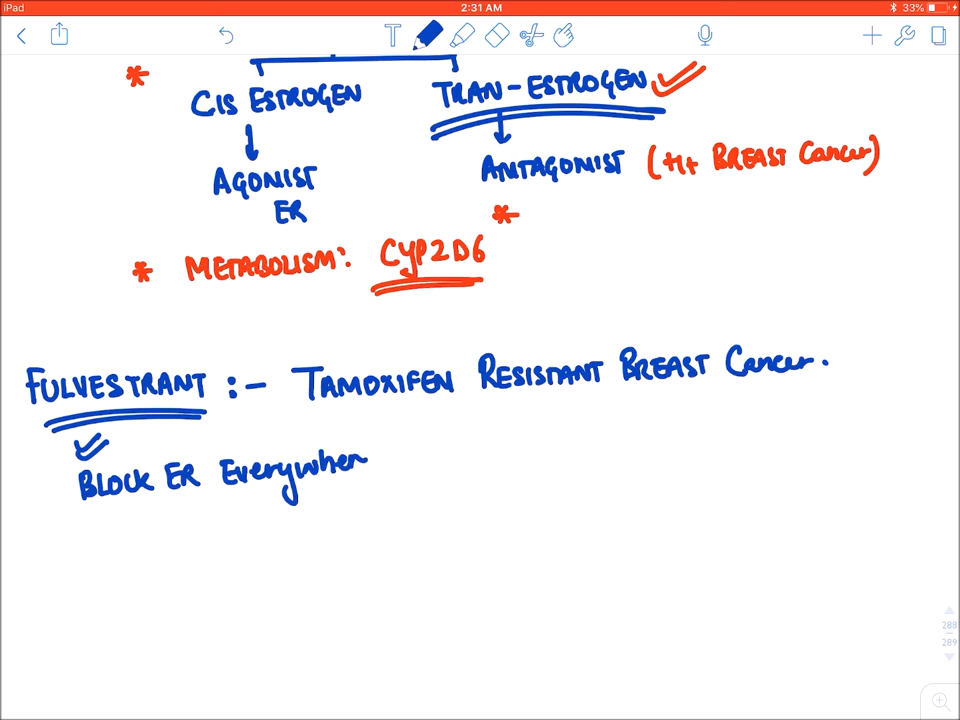 iPad 2:31 AM 33%
T
* CIS ESTROGEN TRAN-ESTROGEN
AGONIST ANTAGONIST (+H+ BREAST Cancer)
ER *
* METABOLISM: CYP2D6
FULVESTRANT :- TAMOXIFEN RESISTANT BREAST Cancer.
BLOCK ER Everywher
288
289